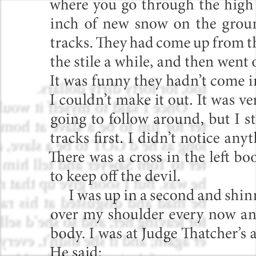 where you go through the high
inch of new snow on the groun
tracks. They had come up from th
the stile a while, and then went o
It was funny they hadn't come in
I couldn't make it out. It was ver
going to follow around, but I st
tracks first. I didn't notice anyth
There was a cross in the left boo
to keep off the devil.
I was up in a second and shinn
over my shoulder every now an
body. I was at Judge Thatcher's a
He said: